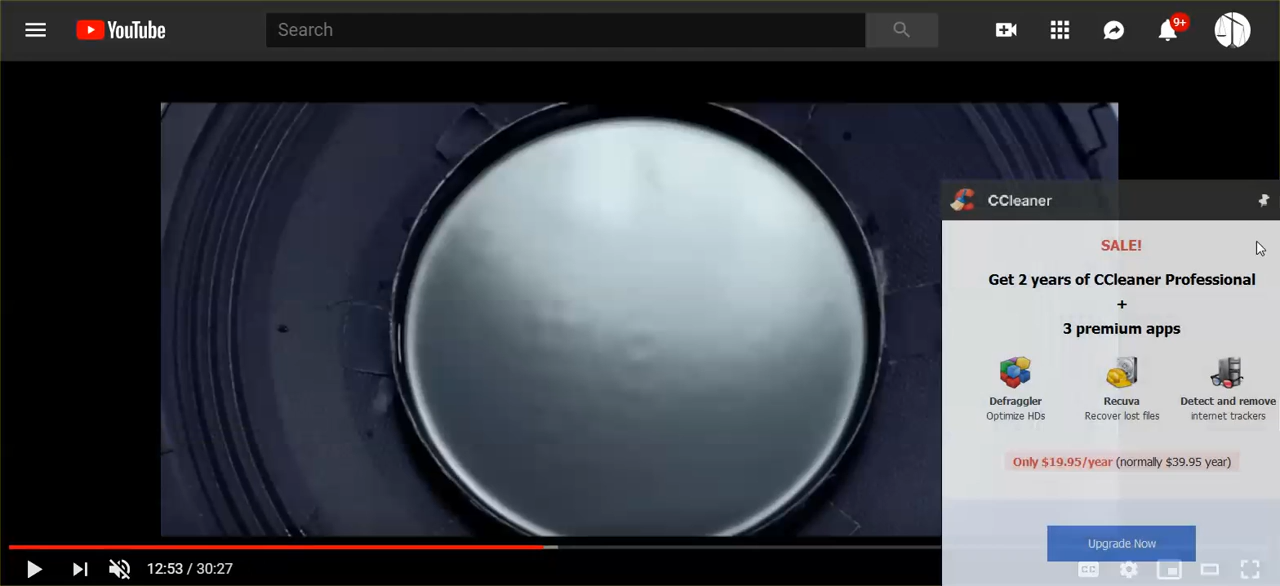 YouTube
Search
9+
CCleaner
SALE!
Get 2 years of CCleaner Professional
+
3 premium apps
Defraggler
Optimize HDs
Recuva
Recover lost files
Detect and remove
internet trackers
Only $19.95/year (normally $39.95 year)
Upgrade Now
12:53 / 30:27
CC